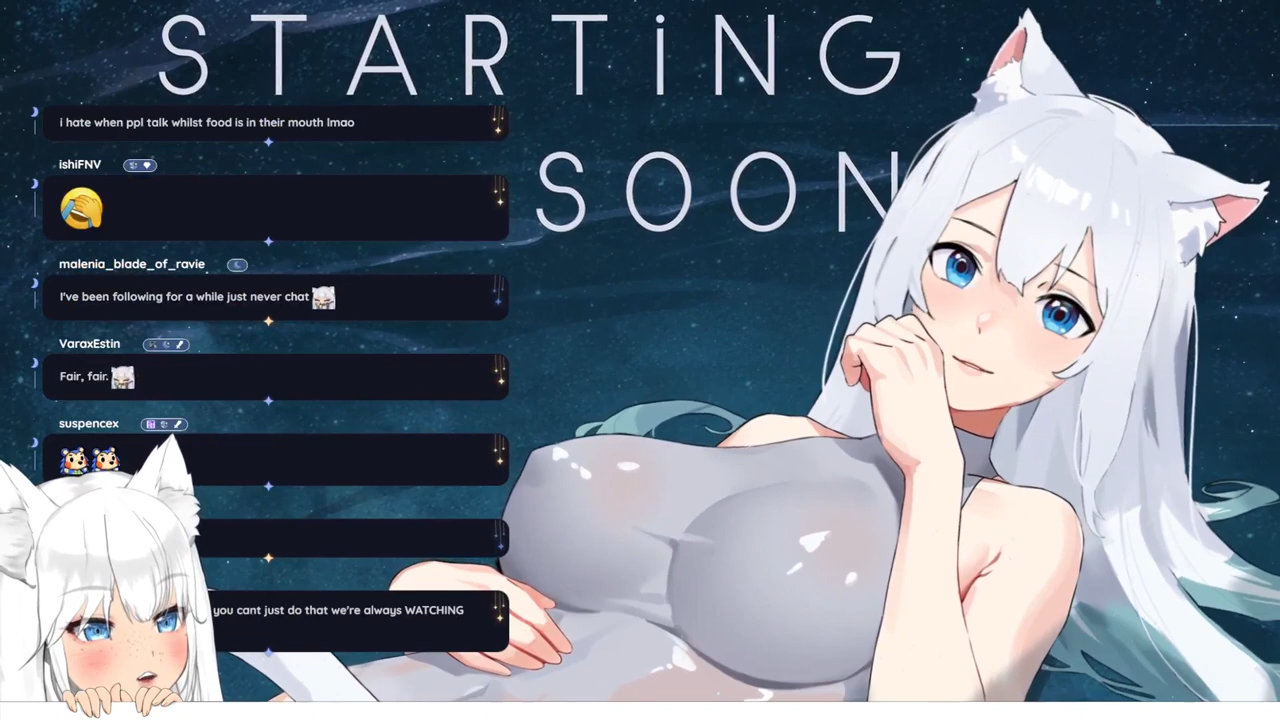 STARTiNG
SOON
i hate when ppl talk whilst food is in their mouth lmao
ishiFNV
malenia_blade_of_ravie
I've been following for a while just never chat
VaraxEstin
Fair, fair.
suspencex
you cant just do that we're always WATCHING